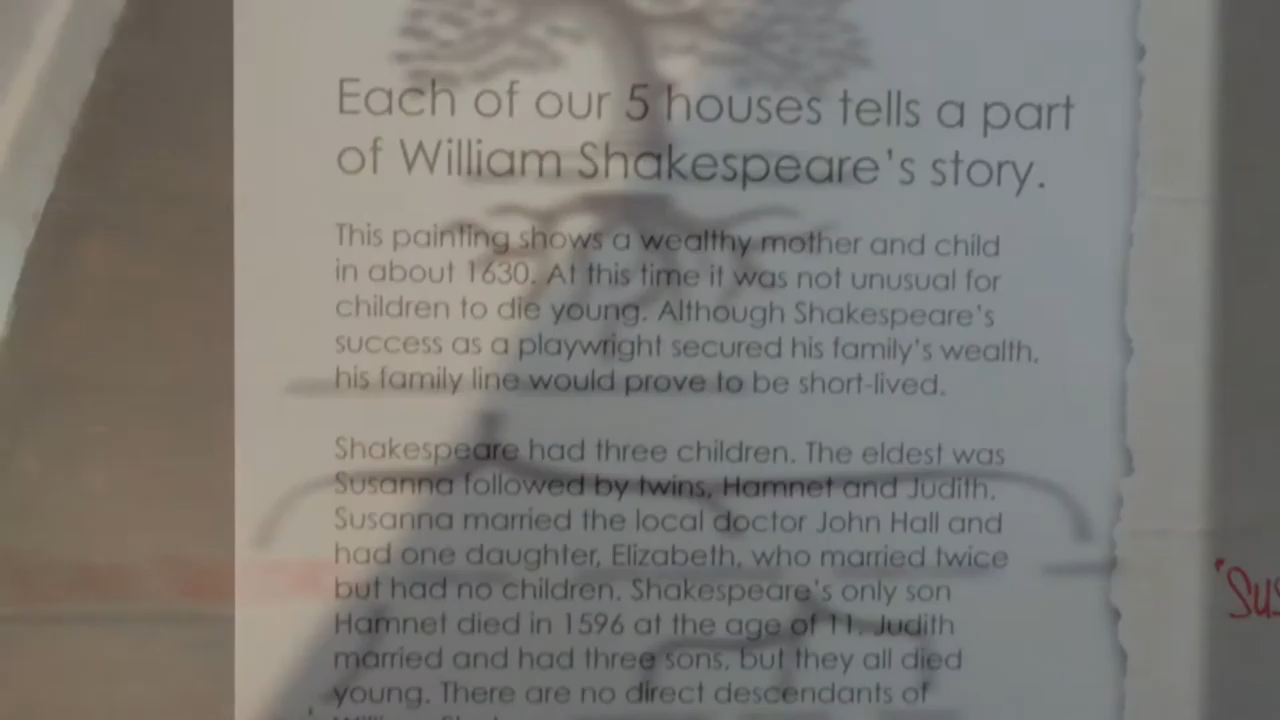 Each of our 5 houses tells a part
of William Shakespeare's story.
This painting shows a wealthy mother and child
in about 1630. At this time it was not unusual for
children to die young. Although Shakespeare's
success as a playwright secured his family's wealth,
his family line would prove to be short-lived.
Shakespeare had three children. The eldest was
Susanna followed by twins, Hamnet and Judith.
Susanna married the local doctor John Hall and
had one daughter, Elizabeth, who married twice
but had no children. Shakespeare's only son
Hamnet died in 1596 at the age of 11. Judith
married and had three sons, but they all died
young. There are no direct descendants of